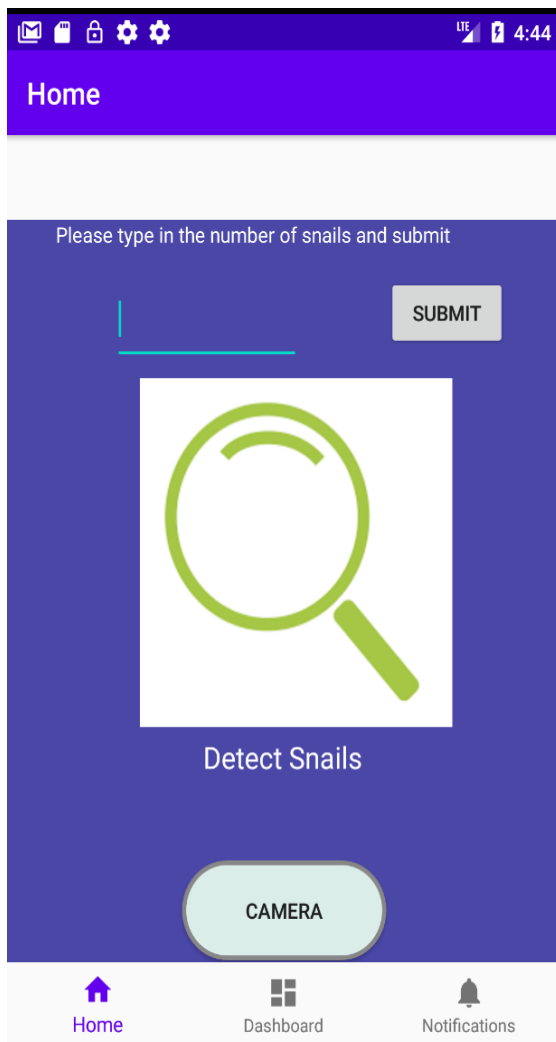 LTE 4:44
Home
Please type in the number of snails and submit
SUBMIT
Detect Snails
CAMERA
Home Dashboard Notifications